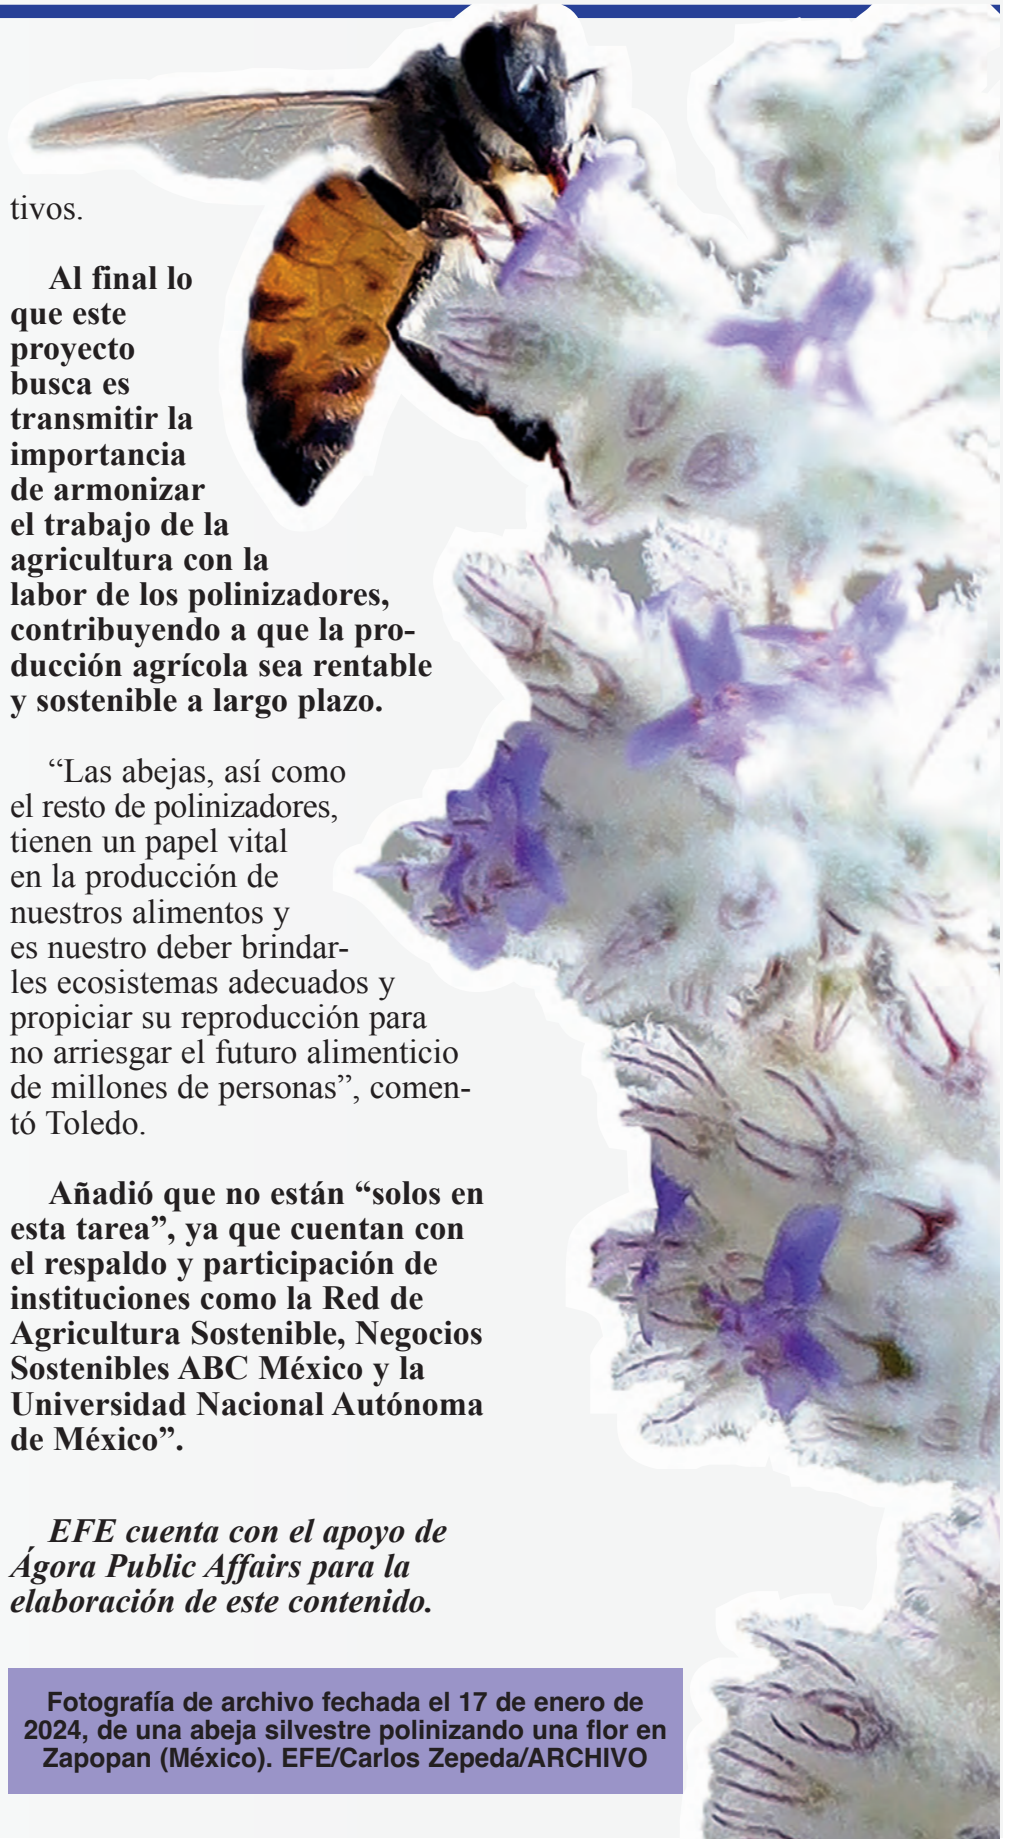 tivos.
Al final lo
que este
proyecto
busca es
transmitir la
importancia
de armonizar
el trabajo de la
agricultura con la
labor de los polinizadores,
contribuyendo a que la pro-
ducción agrícola sea rentable
y sostenible a largo plazo.
“Las abejas, así como
el resto de polinizadores,
tienen un papel vital
en la producción de
nuestros alimentos y
es nuestro deber brindar-
les ecosistemas adecuados y
propiciar su reproducción para
no arriesgar el futuro alimenticio
de millones de personas”, comen-
tó Toledo.
Añadió que no están “solos en
esta tarea”, ya que cuentan con
el respaldo y participación de
instituciones como la Red de
Agricultura Sostenible, Negocios
Sostenibles ABC México y la
Universidad Nacional Autónoma
de México”.
EFE cuenta con el apoyo de
Ágora Public Affairs para la
elaboración de este contenido.
Fotografía de archivo fechada el 17 de enero de
2024, de una abeja silvestre polinizando una flor en
Zapopan (México). EFE/Carlos Zepeda/ARCHIVO